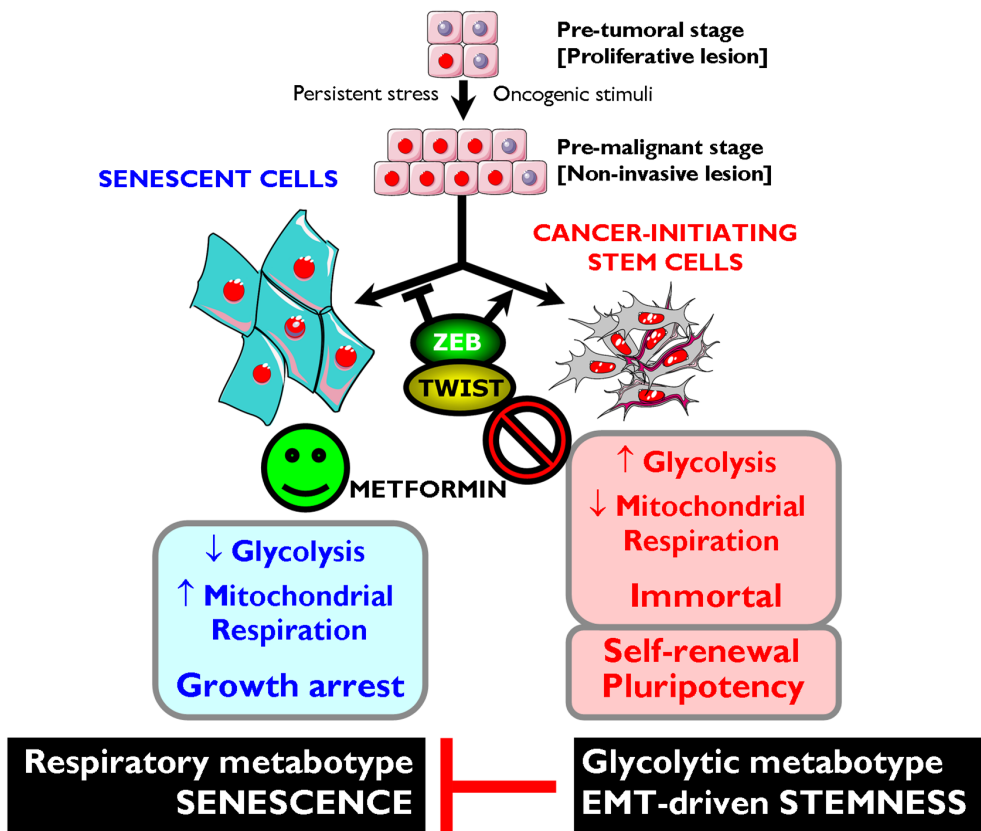 Pre-tumoral stage
[Proliferative lesion]
Persistent stress
Oncogenic stimuli
Pre-malignant stage
[Non-invasive lesion]
SENESCENT CELLS
CANCER-INITIATING
STEM CELLS
ZEB
TWIST
METFORMIN
↓ Glycolysis
↑ Mitochondrial
Respiration
Growth arrest
↑ Glycolysis
↓ Mitochondrial
Respiration
Immortal
Self-renewal
Pluripotency
Respiratory metabotype
SENESCENCE
Glycolytic metabotype
EMT-driven STEMNESS